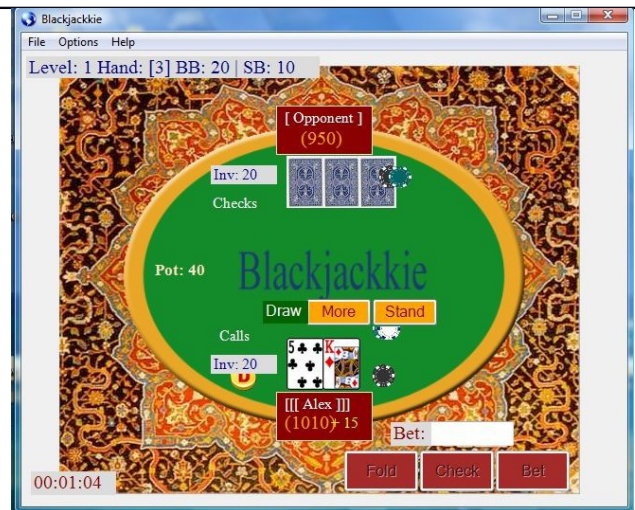 Blackjackkie
File Options Help
Level: 1 Hand: [3] BB: 20 | SB: 10
[ Opponent ]
(950)
Inv: 20
Checks
Pot: 40
Blackjackkie
Draw More Stand
Calls
5 K
Inv: 20
D
[[[ Alex ]]]
(1010)+ 15
Bet:
Fold Check Bet
00:01:04